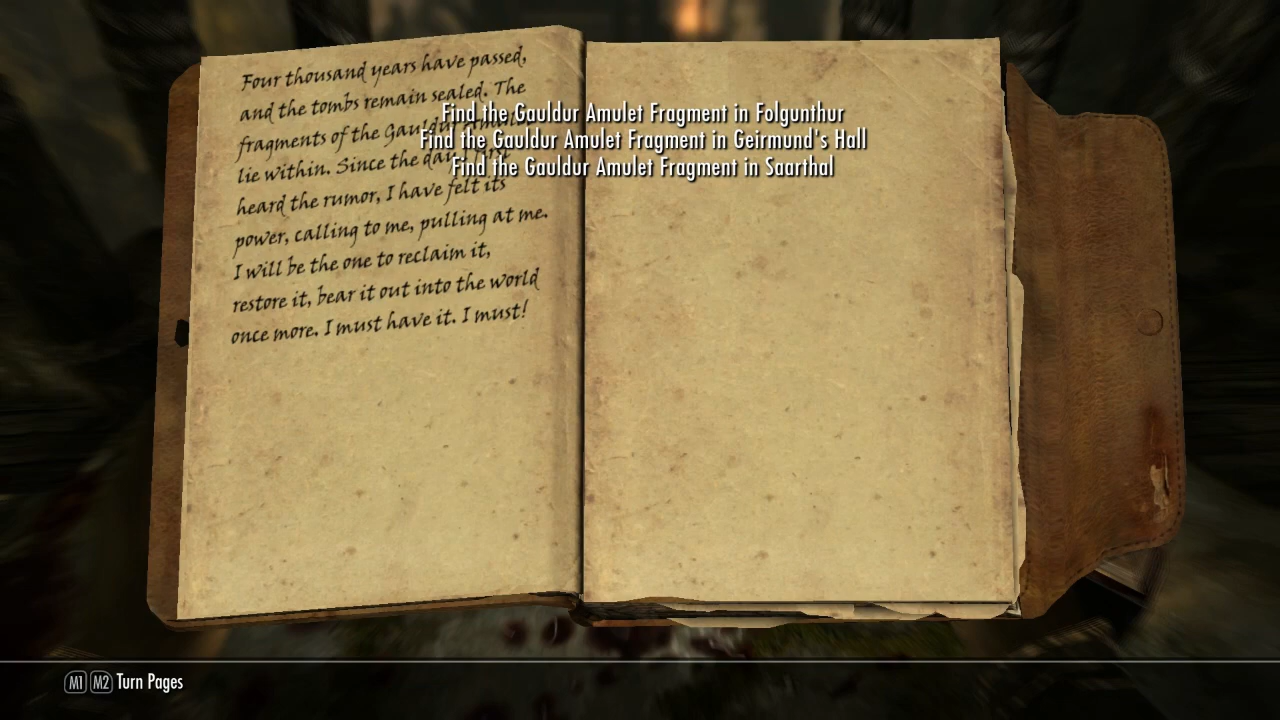 Four thousand years have passed,
and the tombs remain sealed. The
fragments of the Gauldur Amulet
lie within. Since the day I first
heard the rumor, I have felt its
power, calling to me, pulling at me.
I will be the one to reclaim it,
restore it, bear it out into the world
once more. I must have it. I must!
Find the Gauldur Amulet Fragment in Folgunthur
Find the Gauldur Amulet Fragment in Geirmund's Hall
Find the Gauldur Amulet Fragment in Saarthal
M1 M2 Turn Pages